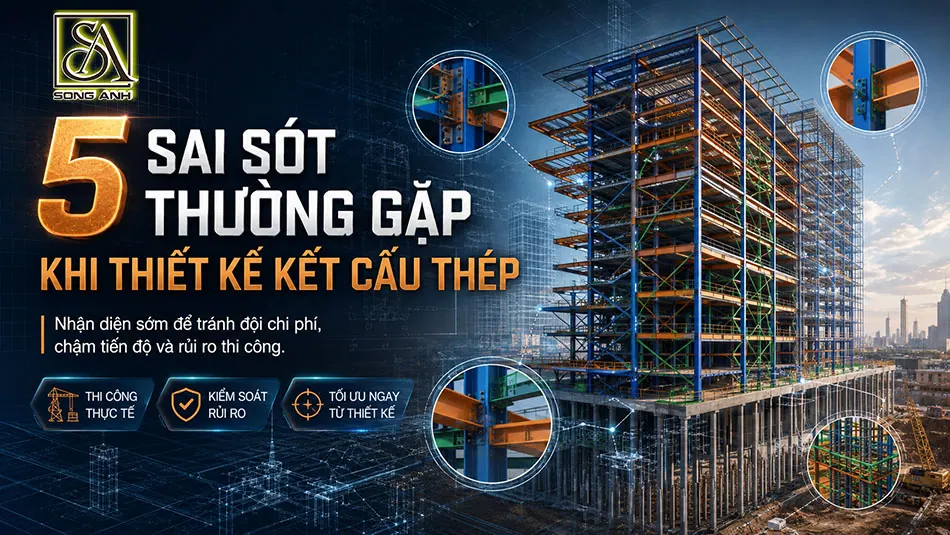 SA
SONG ANH
5 SAI SÓT
THƯỜNG GẶP
KHI THIẾT KẾ KẾT CẤU THÉP
Nhận diện sớm để tránh đội chi phí,
chậm tiến độ và rủi ro thi công.
THI CÔNG
THỰC TẾ
KIỂM SOÁT
RỦI RO
TỐI ƯU NGAY
TỪ THIẾT KẾ